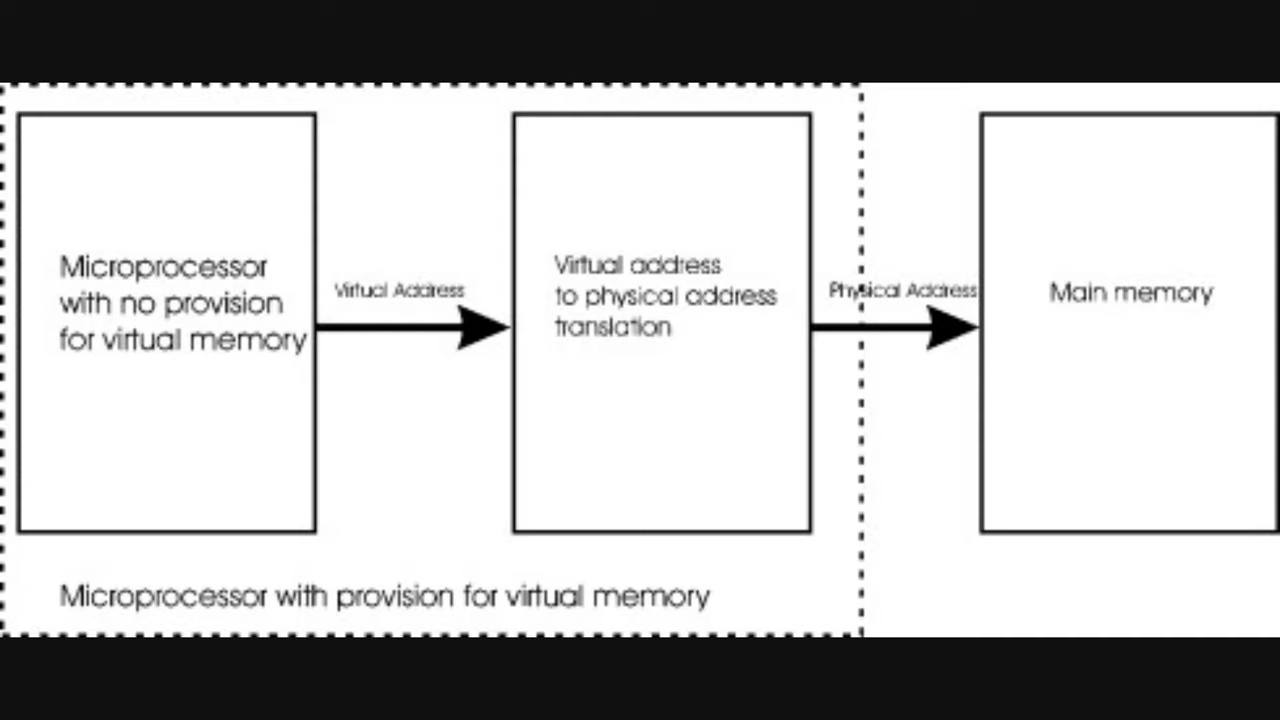 Microprocessor
with no provision
for virtual memory
Virtual Address
Virtual address
to physical address
translation
Physical Address
Main memory
Microprocessor with provision for virtual memory